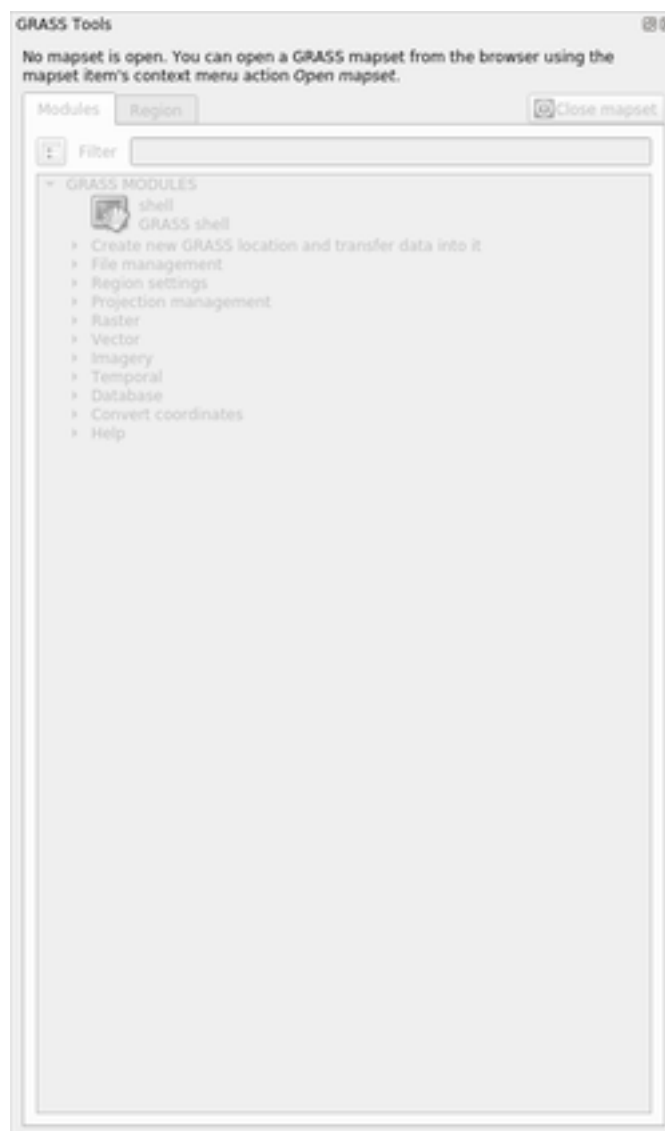 GRASS Tools
No mapset is open. You can open a GRASS mapset from the browser using the
mapset item's context menu action Open mapset.
Modules Region Close mapset
Filter
GRASS MODULES
shell
GRASS shell
Create new GRASS location and transfer data into it
File management
Region settings
Projection management
Raster
Vector
Imagery
Temporal
Database
Convert coordinates
Help